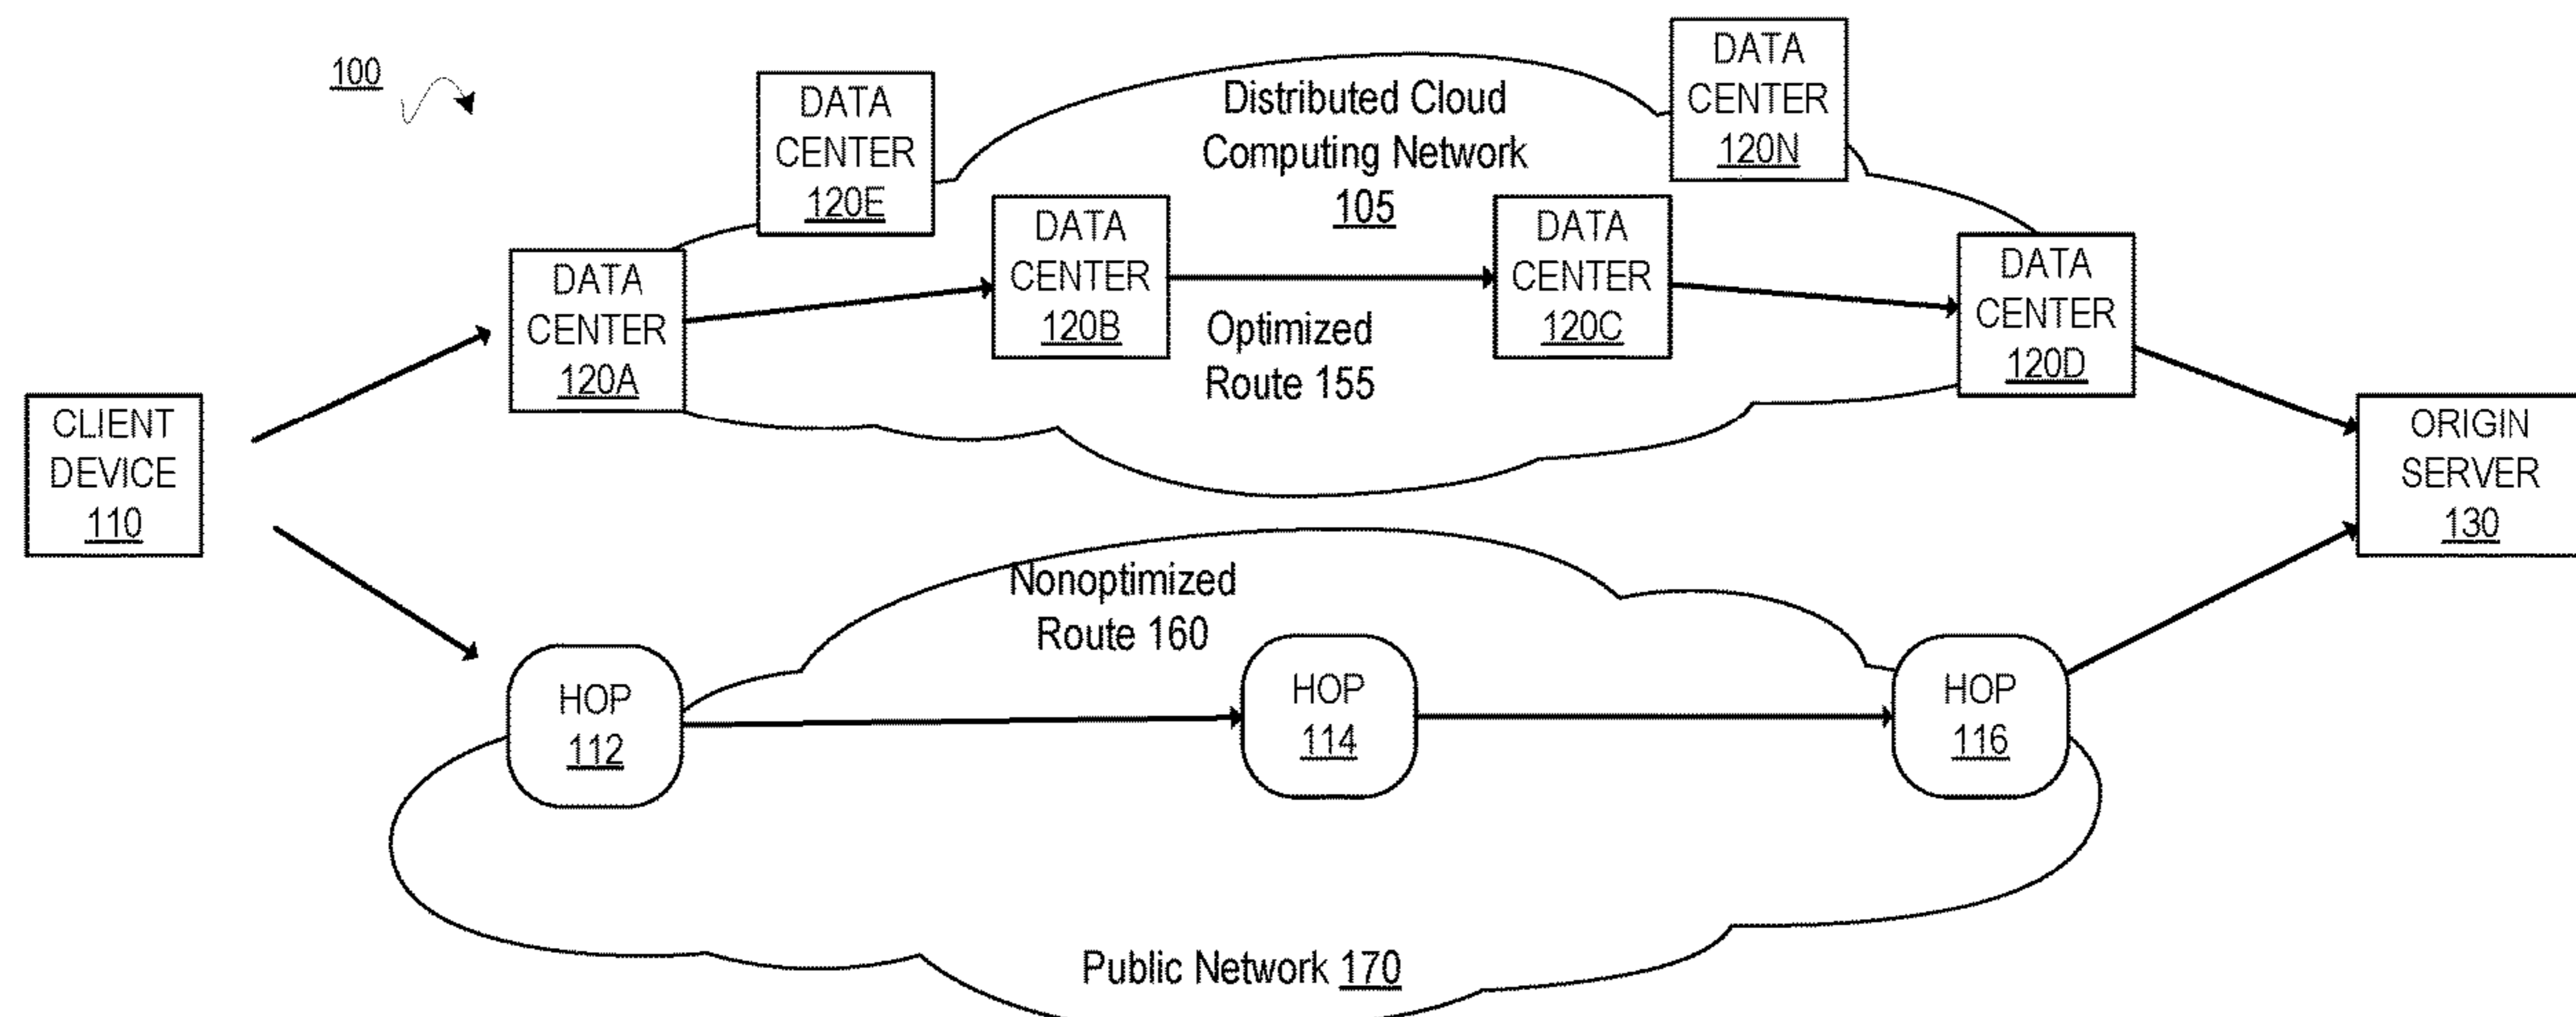 100
DATA
CENTER
120E
Distributed Cloud
Computing Network
105
DATA
CENTER
120N
DATA
CENTER
120A
DATA
CENTER
120B
Optimized
Route 155
DATA
CENTER
120C
DATA
CENTER
120D
CLIENT
DEVICE
110
ORIGIN
SERVER
130
Nonoptimized
Route 160
HOP
112
HOP
114
HOP
116
Public Network 170